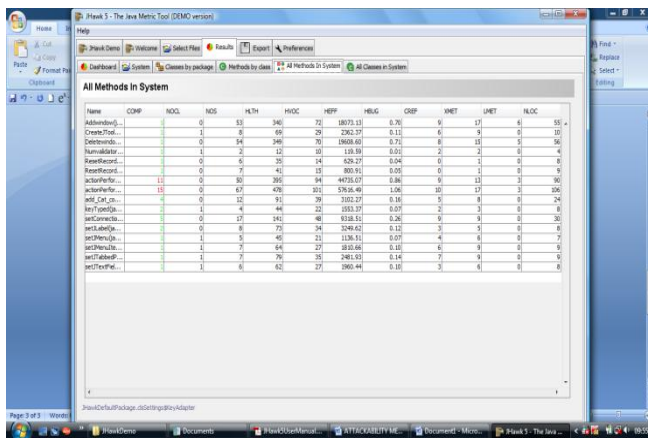 JHawk 5 - The Java Metric Tool (DEMO version)
Home
Help
Cut
Copy
Paste
Format Pa
Clipboard
Find
Replace
Select
Editing
JHawk Demo Welcome Select Files Results Export Preferences
Dashboard System Classes by package Methods by class All Methods In System All Classes in System
All Methods In System
Name COMP NOCL NOS HLTH HVOC HEFF HBUG CREF XMET LMET NLOC
Addwindow(j... 1 0 53 340 72 18073.13 0.70 9 17 6 55
CreateJTool... 1 1 8 69 29 2362.37 0.11 6 9 0 10
Deletewindo... 1 0 54 349 70 19608.60 0.71 8 15 5 56
Numvalidator... 1 1 2 12 10 119.59 0.01 2 2 0 4
ResetRecord... 1 0 6 35 14 629.27 0.04 0 1 0 8
ResetRecord... 1 0 7 41 15 800.91 0.05 0 1 0 9
actionPerfor... 11 0 50 395 94 44735.07 0.86 9 13 3 90
actionPerfor... 15 0 67 478 101 57616.49 1.06 10 17 3 106
add_Cat_co... 4 0 12 91 39 3102.27 0.16 5 8 0 24
keyTyped(ja... 2 1 4 44 22 1553.37 0.07 2 3 0 8
setConnectio... 0 17 141 48 9318.51 0.26 9 9 0 30
setJLabel(ja... 0 8 73 34 3249.62 0.12 3 5 0 8
setJMenu(ja... 1 1 5 45 21 1136.51 0.07 4 6 0 7
setJMenuIte... 1 1 7 64 27 1810.66 0.10 6 9 0 9
setJTabbedP... 1 1 7 79 35 2481.93 0.14 7 9 0 9
setJTextFiel... 1 6 62 27 1960.44 0.10 3 6 0 8
JHawkDefaultPackage.clsSettings$KeyAdapter
Page: 3 of 3 Words:
JHawkDemo Documents JHawk5UserManual... ATTACKABILITY ME... Document1 - Micro... JHawk 5 - The Java ...